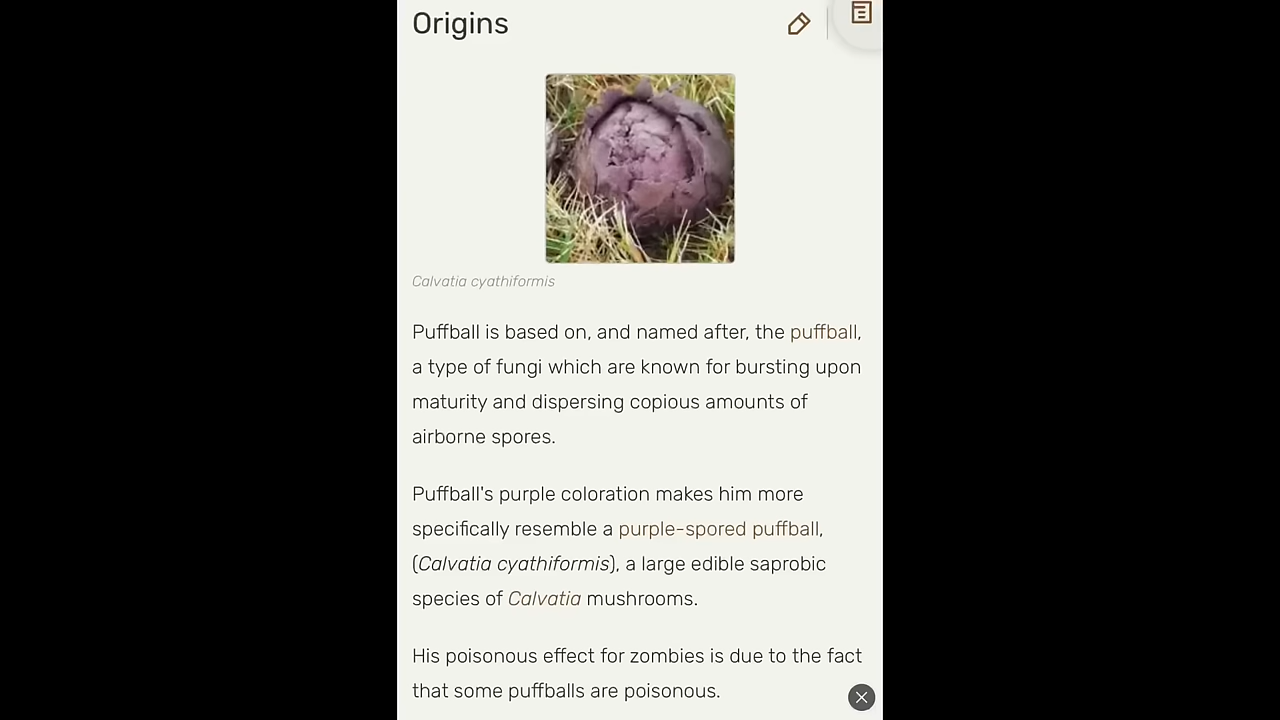 Origins
Calvatia cyathiformis
Puffball is based on, and named after, the puffball,
a type of fungi which are known for bursting upon
maturity and dispersing copious amounts of
airborne spores.
Puffball's purple coloration makes him more
specifically resemble a purple-spored puffball,
(Calvatia cyathiformis), a large edible saprobic
species of Calvatia mushrooms.
His poisonous effect for zombies is due to the fact
that some puffballs are poisonous.